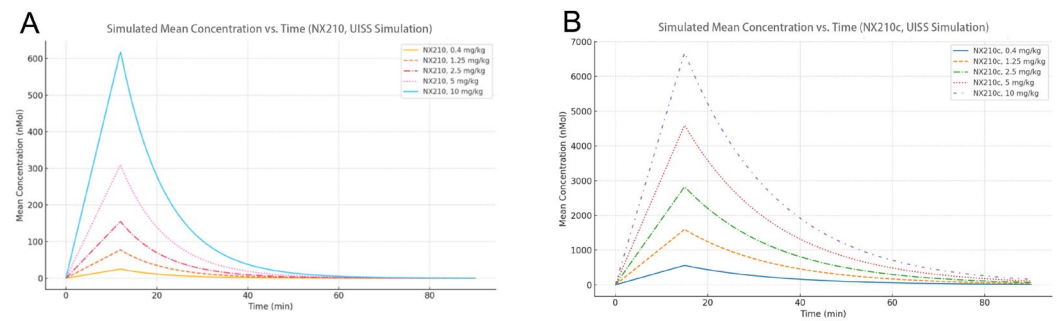 A
Simulated Mean Concentration vs. Time (NX210, UISS Simulation)
NX210, 0.4 mg/kg
NX210, 1.25 mg/kg
NX210, 2.5 mg/kg
NX210, 5 mg/kg
NX210, 10 mg/kg
Mean Concentration (nMol)
600
500
400
300
200
100
0
0 20 40 60 80
Time (min)
B
Simulated Mean Concentration vs. Time (NX210c, UISS Simulation)
NX210c, 0.4 mg/kg
NX210c, 1.25 mg/kg
NX210c, 2.5 mg/kg
NX210c, 5 mg/kg
NX210c, 10 mg/kg
Mean Concentration (nMol)
7000
6000
5000
4000
3000
2000
1000
0
0 20 40 60 80
Time (min)